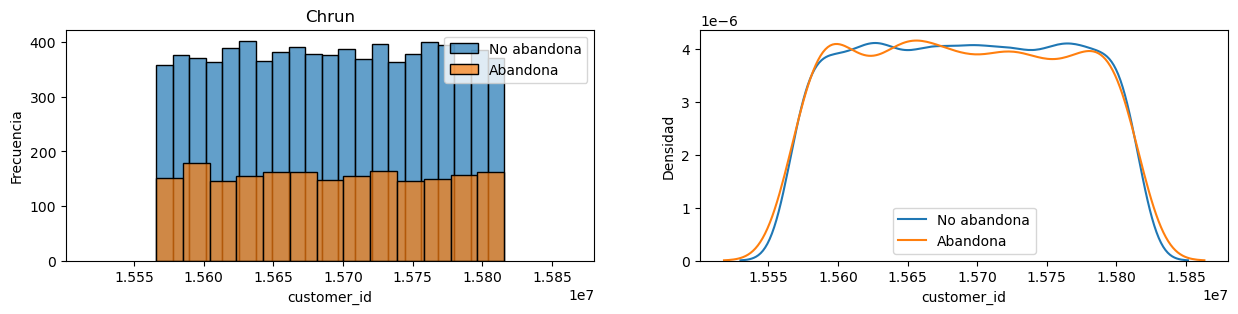 Chrun
Frecuencia
400
300
200
100
0
No abandona
Abandona
1.555 1.560 1.565 1.570 1.575 1.580 1.585
1e7
customer_id
1e−6
Densidad
4
3
2
1
0
No abandona
Abandona
1.555 1.560 1.565 1.570 1.575 1.580 1.585
1e7
customer_id